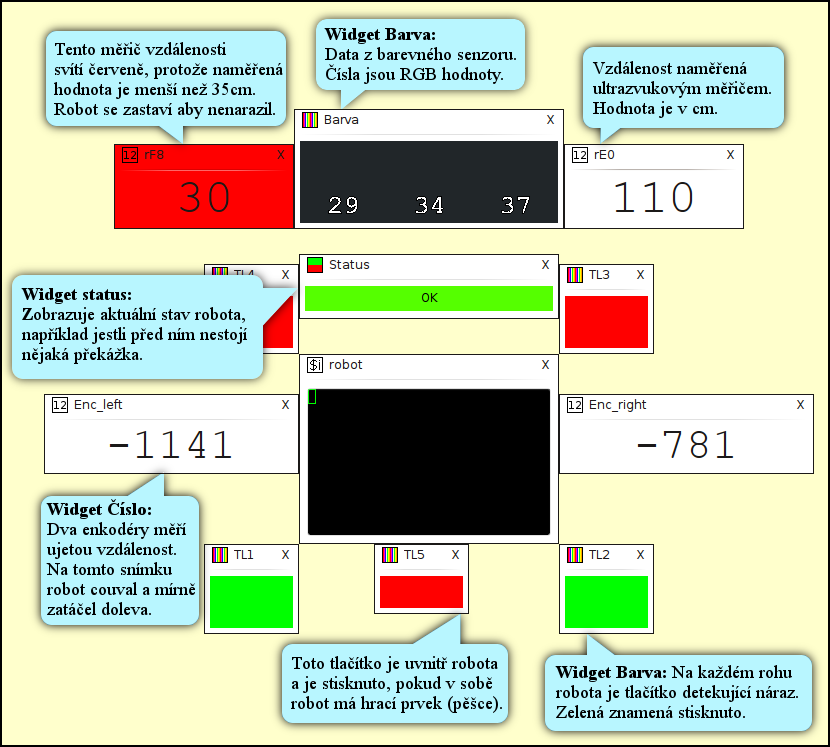 Tento měřič vzdálenosti
svítí červeně, protože naměřená
hodnota je menší než 35cm.
Robot se zastaví aby nenarazil.
Widget Barva:
Data z barevného senzoru.
Čísla jsou RGB hodnoty.
Vzdálenost naměřená
ultrazvukovým měřičem.
Hodnota je v cm.
12 rF8 X
30
Barva X
29 34 37
12 rE0 X
110
TL4 X
Status X
OK
TL3 X
Widget status:
Zobrazuje aktuální stav robota,
například jestli před ním nestojí
nějaká překážka.
$i robot X
12 Enc_left X
-1141
12 Enc_right X
-781
Widget Číslo:
Dva enkodéry měří
ujetou vzdálenost.
Na tomto snímku
robot couval a mírně
zatáčel doleva.
TL1 X
TL5 X
TL2 X
Toto tlačítko je uvnitř robota
a je stisknuto, pokud v sobě
robot má hrací prvek (pěšce).
Widget Barva: Na každém rohu
robota je tlačítko detekující náraz.
Zelená znamená stisknuto.